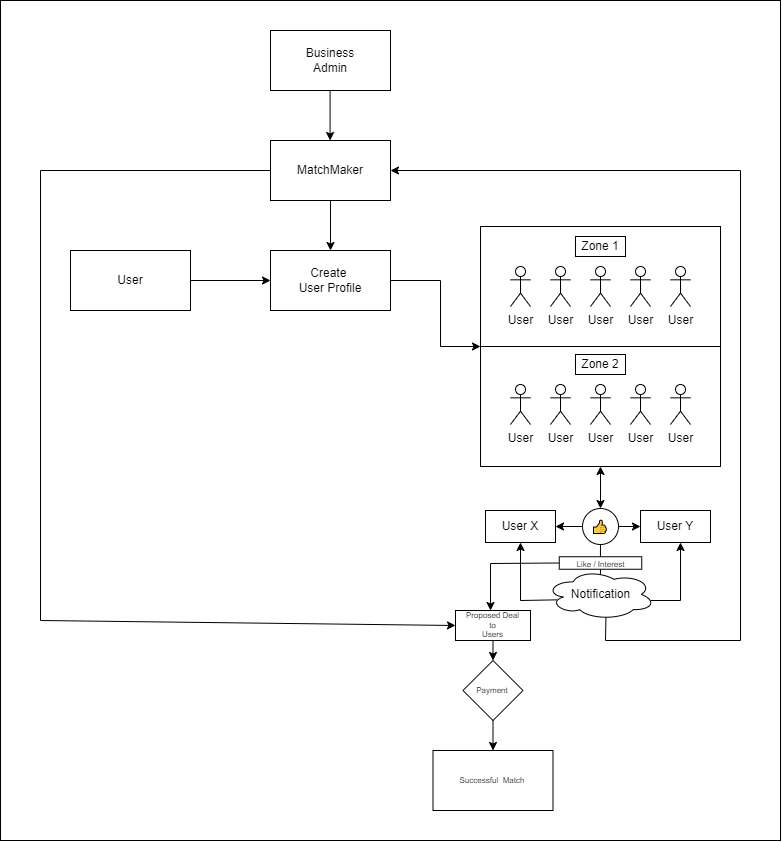 Business
Admin
MatchMaker
User
Create
User Profile
Zone 1
User User User User User
Zone 2
User User User User User
User X
User Y
Like / Interest
Notification
Proposed Deal
to
Users
Payment
Successful Match